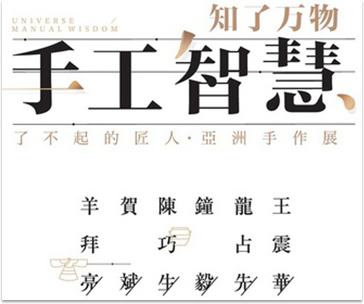 UNIVERSE /
MANUAL WISDOM
知了万物
手工智慧、
了不起的匠人·亞洲手作展
王震華
龍占先
鐘毅
陳巧生
賀斌
羊拜亮